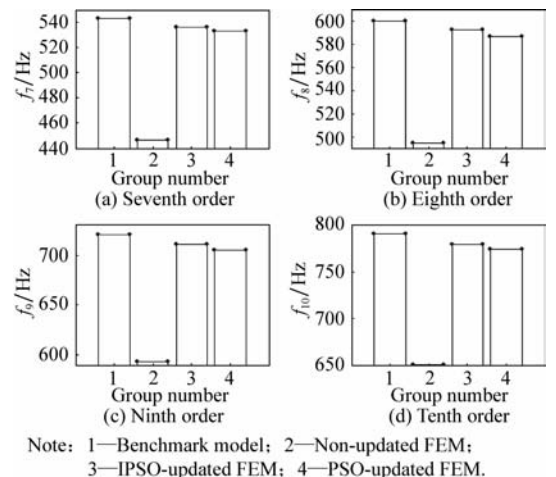 540
520
500
480
460
440
f7/Hz
1 2 3 4
Group number
(a) Seventh order
600
580
560
540
520
500
f8/Hz
1 2 3 4
Group number
(b) Eighth order
700
650
600
f9/Hz
1 2 3 4
Group number
(c) Ninth order
800
750
700
650
f10/Hz
1 2 3 4
Group number
(d) Tenth order
Note: 1—Benchmark model; 2—Non-updated FEM;
3—IPSO-updated FEM; 4—PSO-updated FEM.